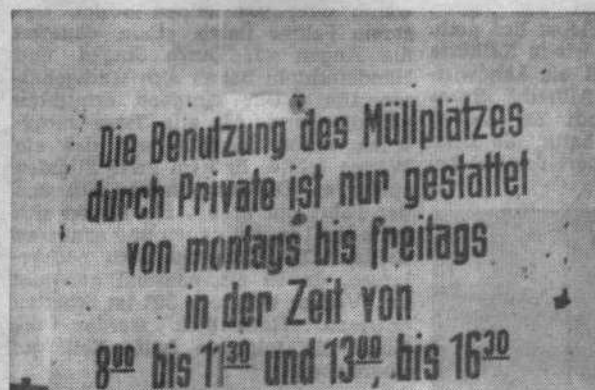 Die Benutzung des Müllplatzes
durch Private ist nur gestattet
von montags bis freitags
in der Zeit von
8⁰⁰ bis 11³⁰ und 13⁰⁰ bis 16³⁰